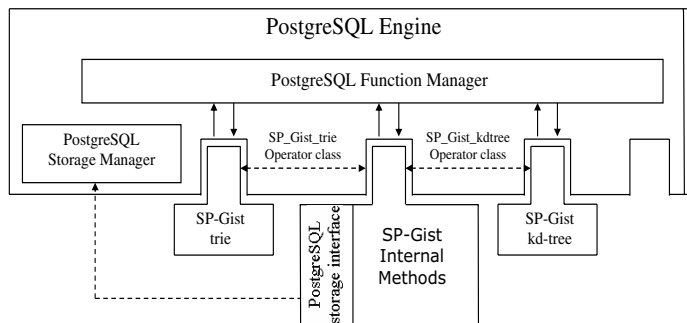 PostgreSQL Engine
PostgreSQL Function Manager
PostgreSQL
Storage Manager
SP_Gist_trie
Operator class
SP_Gist_kdtree
Operator class
SP-Gist
trie
PostgreSQL
storage interface
SP-Gist
Internal
Methods
SP-Gist
kd-tree